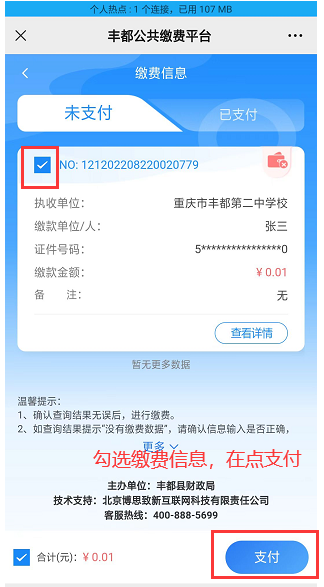 个人热点：1 个连接，已用 107 MB
丰都公共缴费平台
缴费信息
未支付
已支付
NO: 121202208220020779
执收单位： 重庆市丰都第二中学校
缴款单位/人： 张三
证件号码： 5****************0
缴款金额： ¥ 0.01
备 注： 无
查看详情
暂无更多数据
温馨提示：
1、确认查询结果无误后，进行缴费。
2、如查询结果提示“没有缴费数据”，请确认信息输入是否正确，
更多
勾选缴费信息，在点支付
主办单位：丰都县财政局
技术支持：北京博思致新互联网科技有限责任公司
客服热线：400-888-5699
合计(元)：¥ 0.01
支付